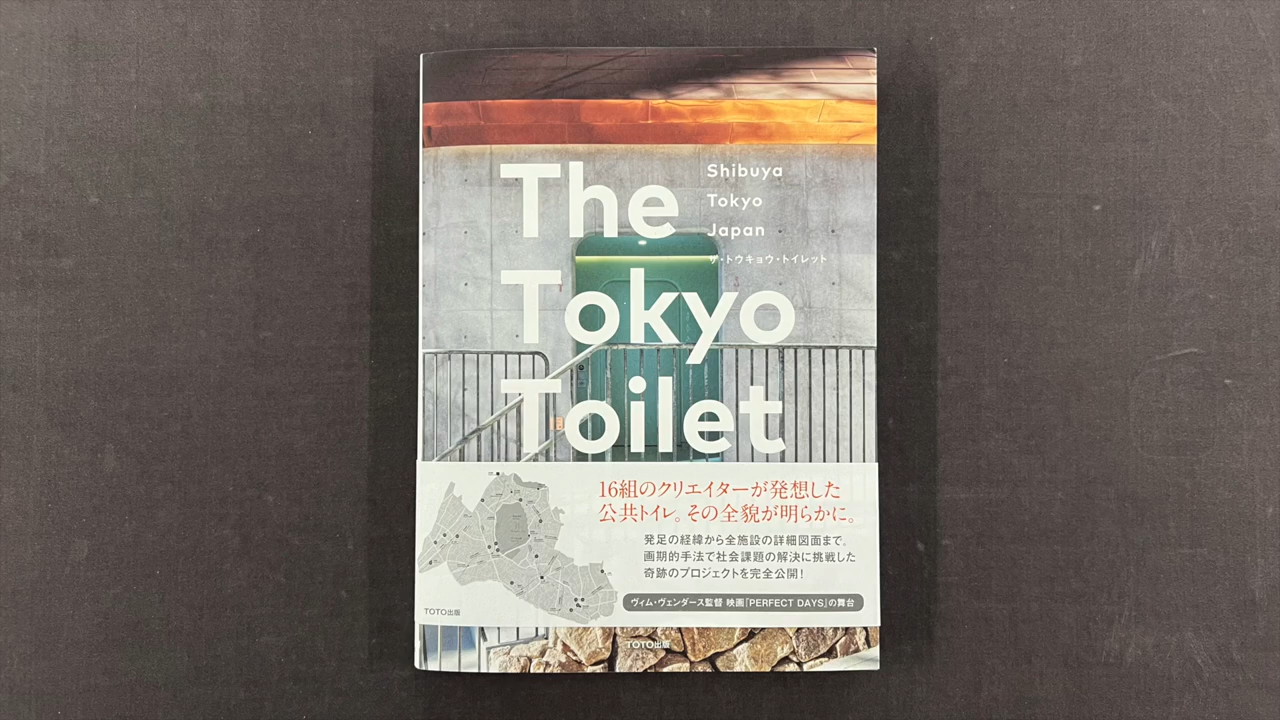 The
Tokyo
Toilet
Shibuya
Tokyo
Japan
ザ・トウキョウ・トイレット
16組のクリエイターが発想した
公共トイレ。その全貌が明らかに。
発足の経緯から全施設の詳細図面まで。
画期的手法で社会課題の解決に挑戦した
奇跡のプロジェクトを完全公開！
ヴィム・ヴェンダース監督 映画『PERFECT DAYS』の舞台
TOTO出版
TOTO出版